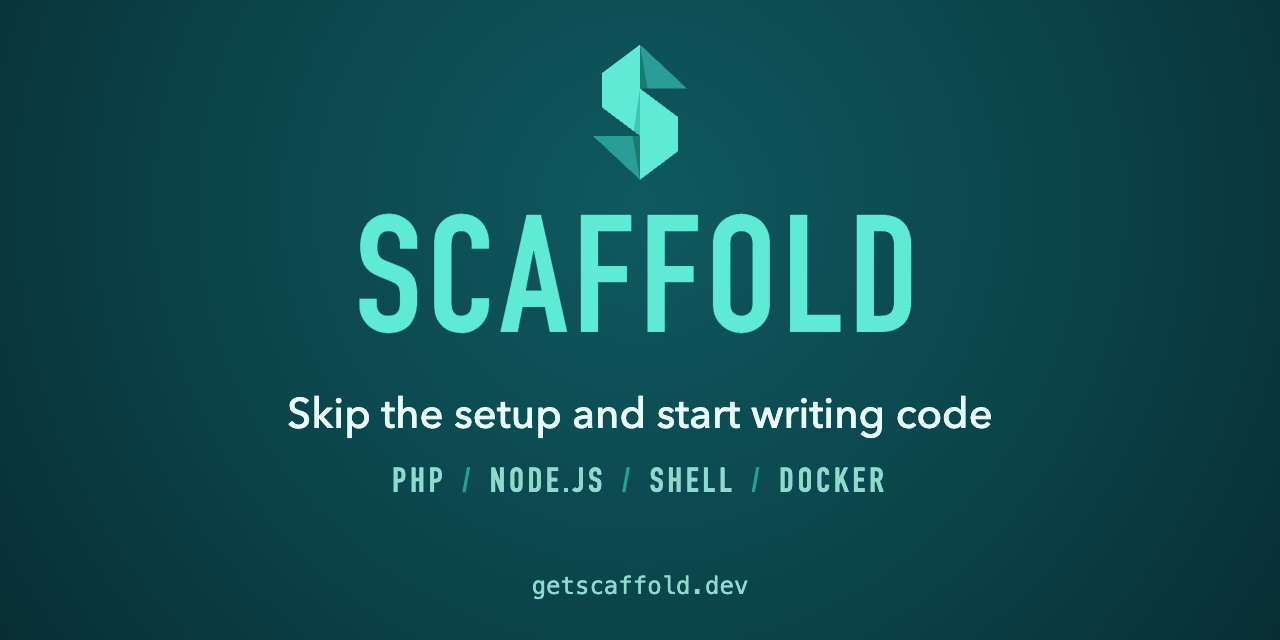 SCAFFOLD
Skip the setup and start writing code
PHP / NODE.JS / SHELL / DOCKER
getscaffold.dev